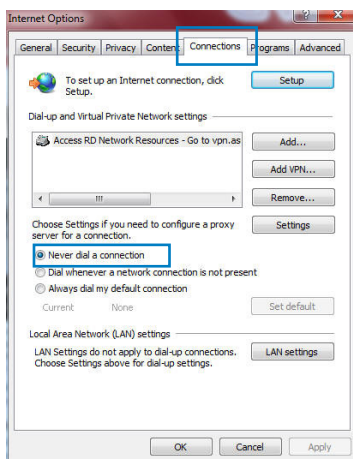 Internet Options
General Security Privacy Content Connections Programs Advanced
To set up an Internet connection, click
Setup.
Setup
Dial-up and Virtual Private Network settings
Access RD Network Resources - Go to vpn.as
Add...
Add VPN...
Remove...
Choose Settings if you need to configure a proxy
server for a connection.
Settings
Never dial a connection
Dial whenever a network connection is not present
Always dial my default connection
Current None
Set default
Local Area Network (LAN) settings
LAN Settings do not apply to dial-up connections.
Choose Settings above for dial-up settings.
LAN settings
OK Cancel Apply